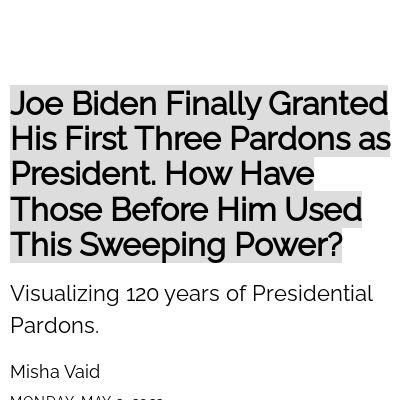 Joe Biden Finally Granted
His First Three Pardons as
President. How Have
Those Before Him Used
This Sweeping Power?
Visualizing 120 years of Presidential
Pardons.
Misha Vaid
MONDAY, MAY